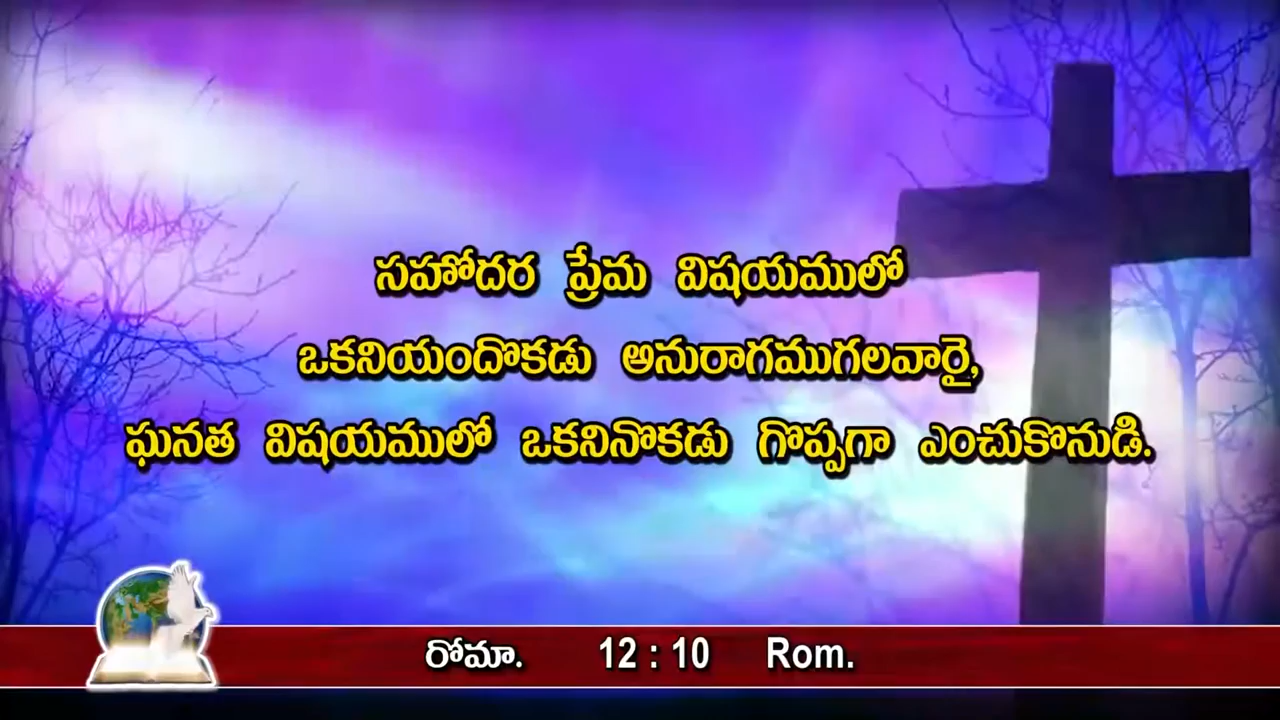 సహోదర ప్రేమ విషయములో
ఒకనియందొకడు అనురాగముగలవారై,
ఘనత విషయములో ఒకనినొకడు గొప్పగా ఎంచుకొనుడి.
రోమా. 12 : 10 Rom.